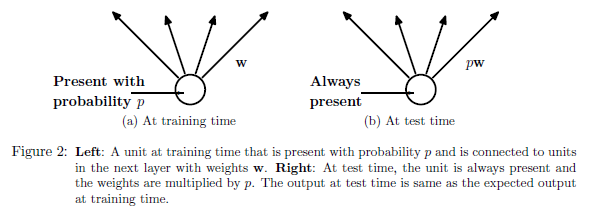 w
Present with
probability p
(a) At training time
pw
Always
present
(b) At test time
Figure 2: Left: A unit at training time that is present with probability p and is connected to units
in the next layer with weights w. Right: At test time, the unit is always present and
the weights are multiplied by p. The output at test time is same as the expected output
at training time.